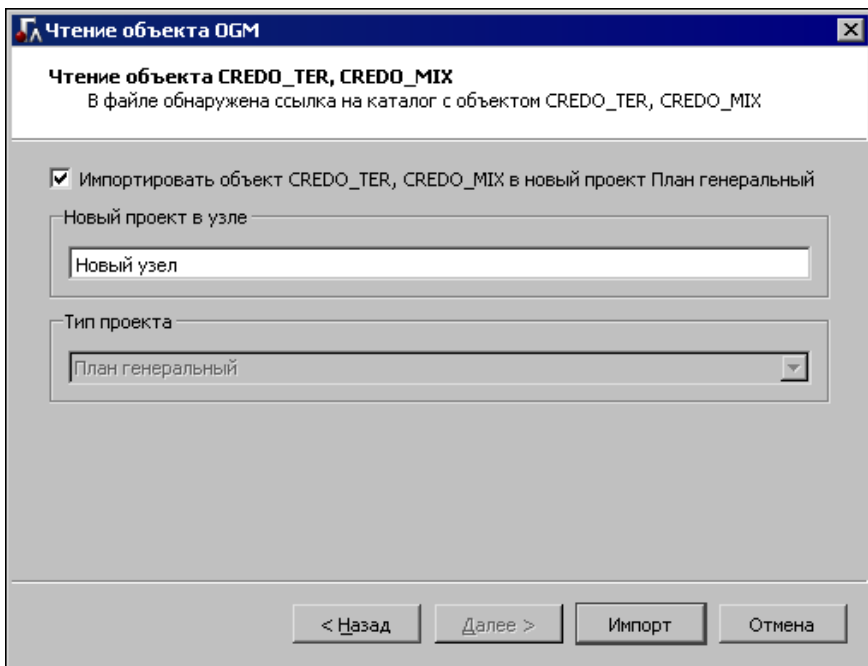 Чтение объекта OGM
Чтение объекта CREDO_TER, CREDO_MIX
В файле обнаружена ссылка на каталог с объектом CREDO_TER, CREDO_MIX
Импортировать объект CREDO_TER, CREDO_MIX в новый проект План генеральный
Новый проект в узле
Новый узел
Тип проекта
План генеральный
< Назад Далее > Импорт Отмена